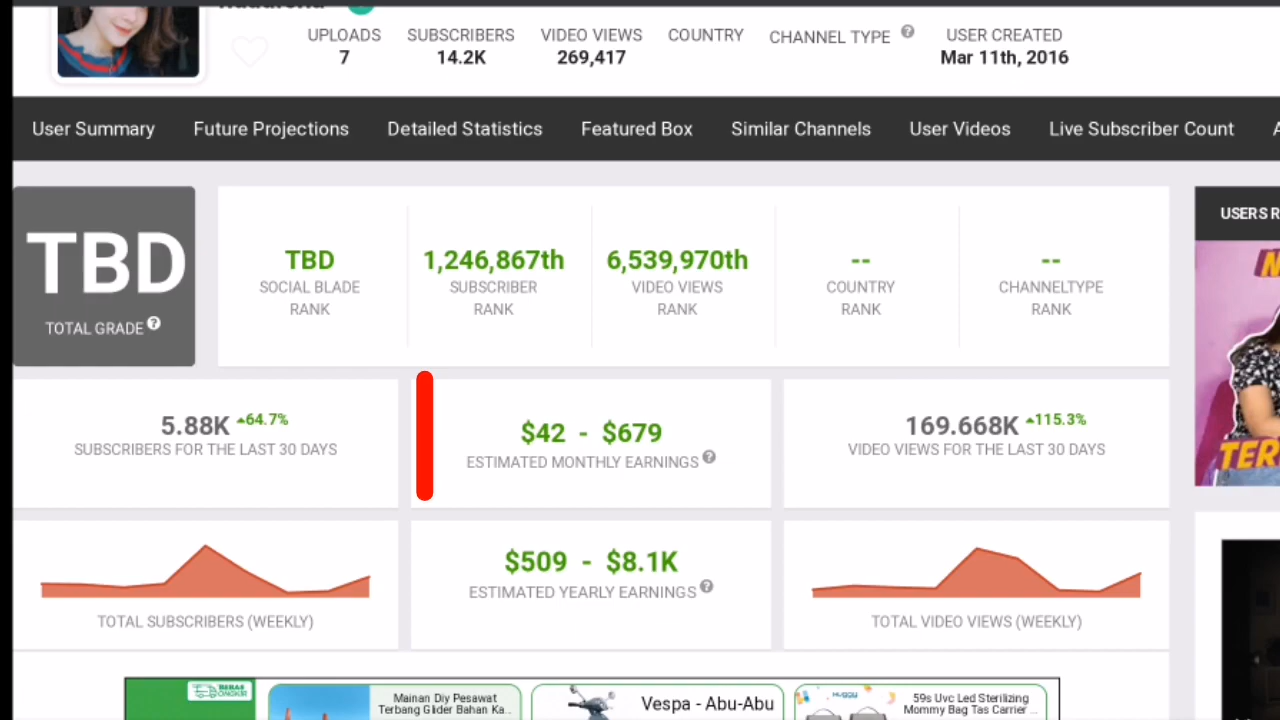 UPLOADS
7
SUBSCRIBERS
14.2K
VIDEO VIEWS
269,417
COUNTRY
CHANNEL TYPE
USER CREATED
Mar 11th, 2016
User Summary
Future Projections
Detailed Statistics
Featured Box
Similar Channels
User Videos
Live Subscriber Count
TBD
TOTAL GRADE
TBD
SOCIAL BLADE
RANK
1,246,867th
SUBSCRIBER
RANK
6,539,970th
VIDEO VIEWS
RANK
--
COUNTRY
RANK
--
CHANNELTYPE
RANK
USERS R
5.88K 64.7%
SUBSCRIBERS FOR THE LAST 30 DAYS
$42 - $679
ESTIMATED MONTHLY EARNINGS
169.668K 115.3%
VIDEO VIEWS FOR THE LAST 30 DAYS
TER
TOTAL SUBSCRIBERS (WEEKLY)
$509 - $8.1K
ESTIMATED YEARLY EARNINGS
TOTAL VIDEO VIEWS (WEEKLY)
BEBAS
ONGKIR
Mainan Diy Pesawat
Terbang Glider Bahan Ka..
Vespa - Abu-Abu
59s Uvc Led Sterilizing
Mommy Bag Tas Carrier ..